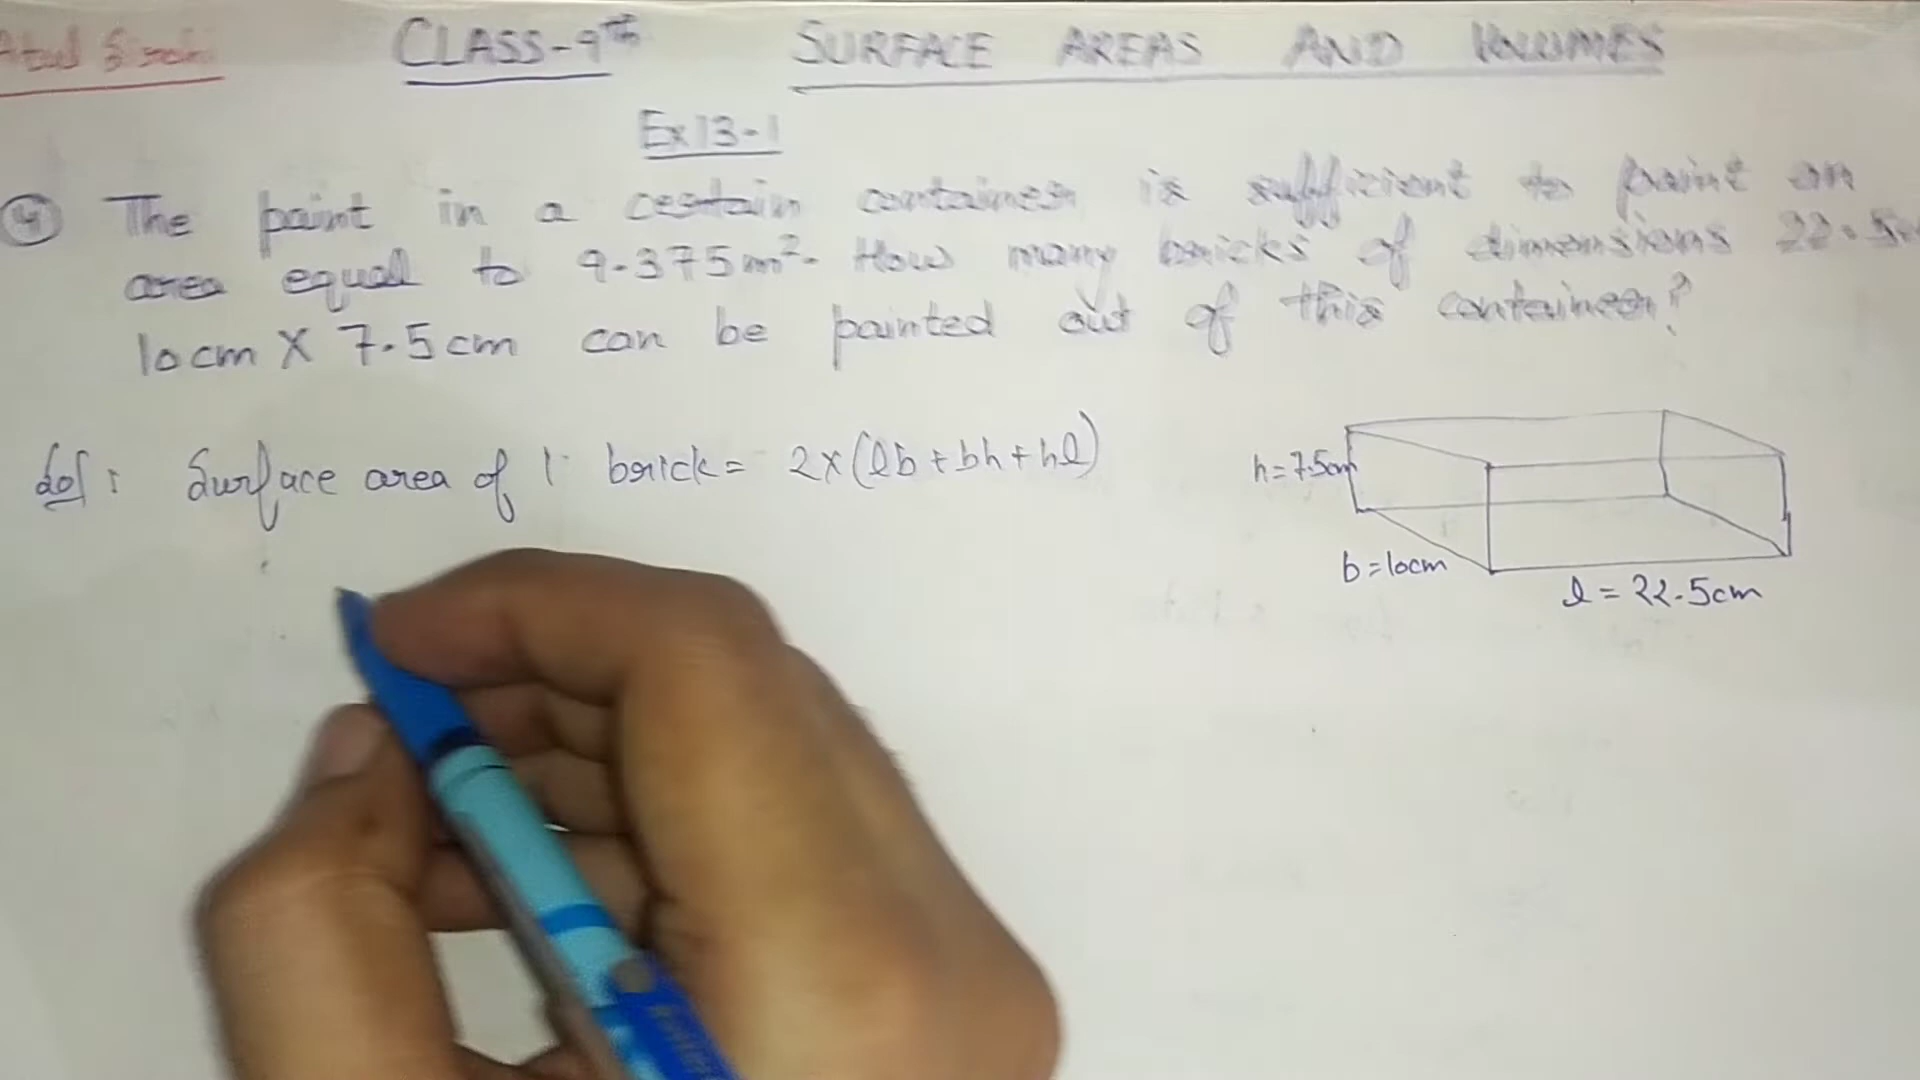 CLASS-9th SURFACE AREAS AND VOLUMES
Ex 13-1
④ The paint in a certain container is sufficient to paint an
area equal to 9.375m². How many bricks of dimensions 22.5
10cm X 7.5cm can be painted out of this container?
Sol: Surface area of 1 brick = 2x(lb + bh + hl)
h=7.5cm
b=10cm
l = 22.5cm